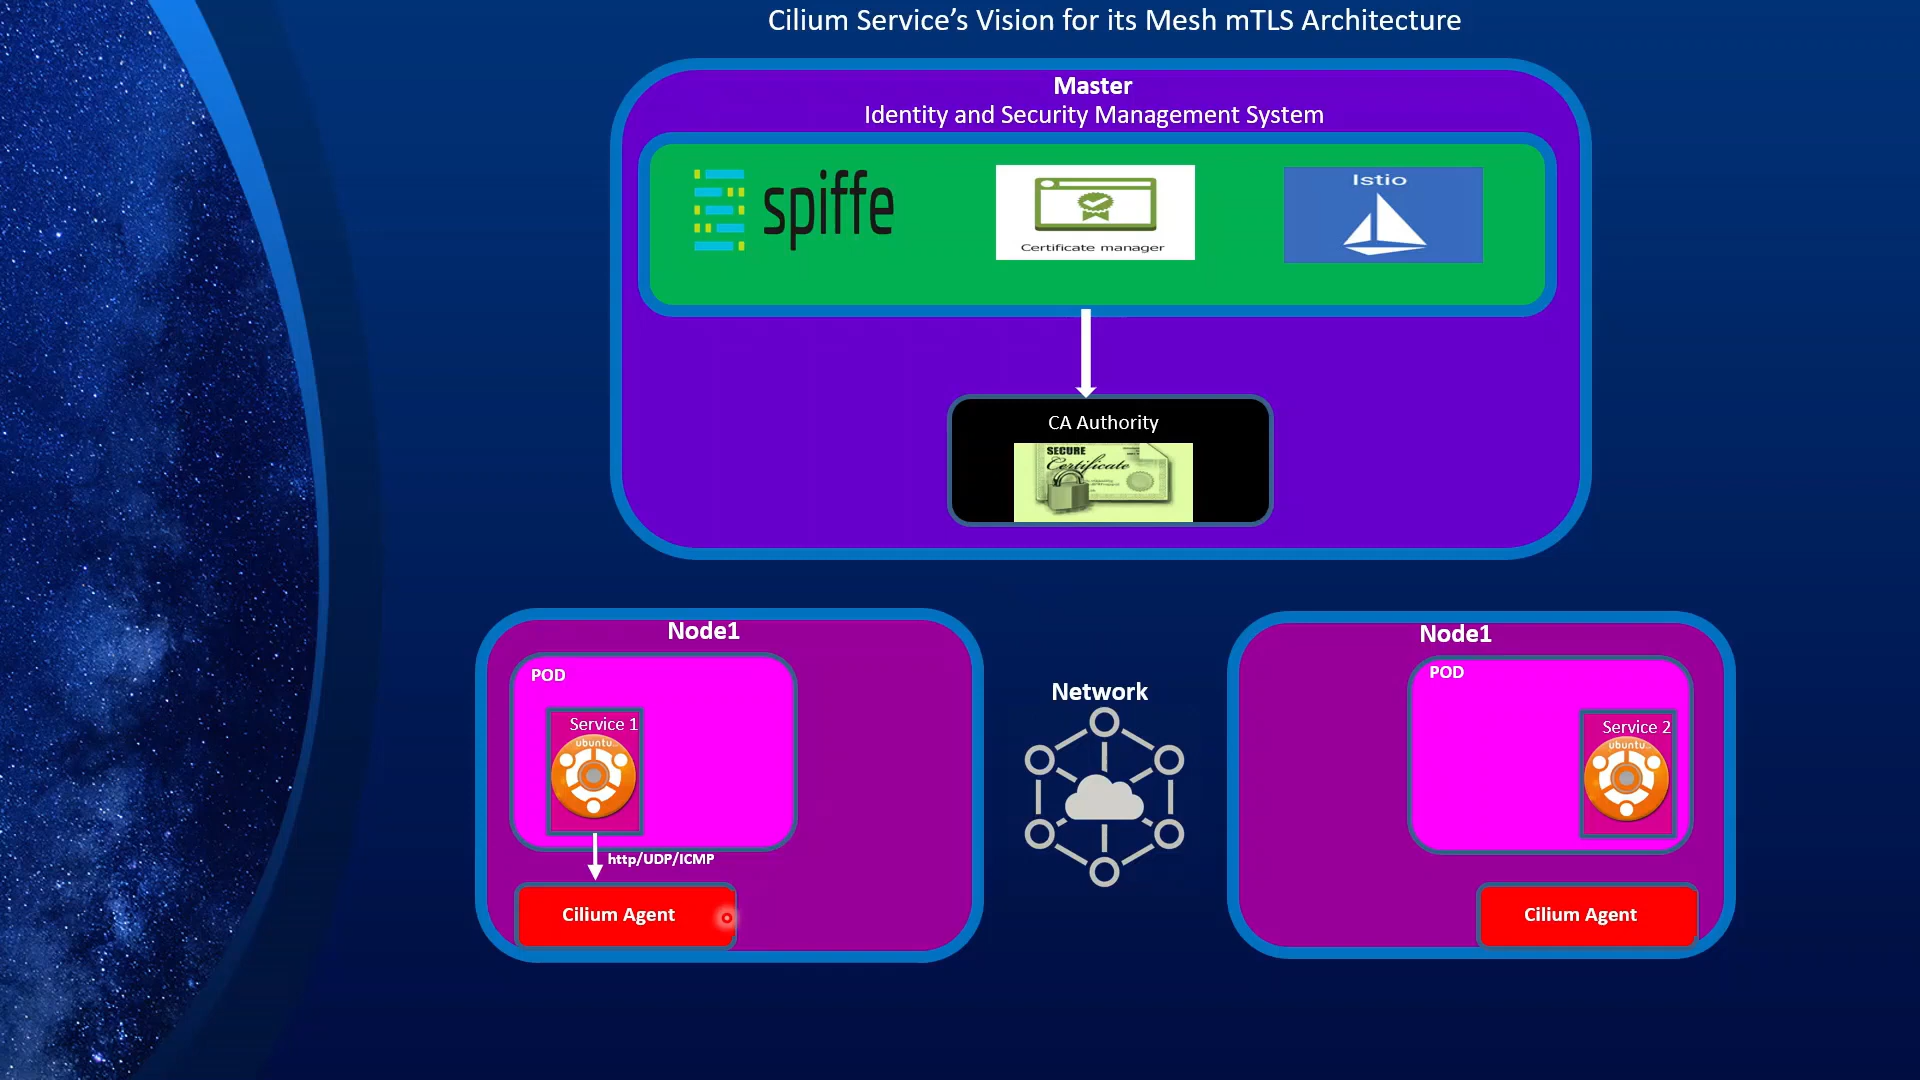 Cilium Service’s Vision for its Mesh mTLS Architecture
Master
Identity and Security Management System
spiffe
Certificate manager
Istio
CA Authority
SECURE
Certificate
Node1
POD
Service 1
ubuntu
http/UDP/ICMP
Cilium Agent
Network
Node1
POD
Service 2
ubuntu
Cilium Agent